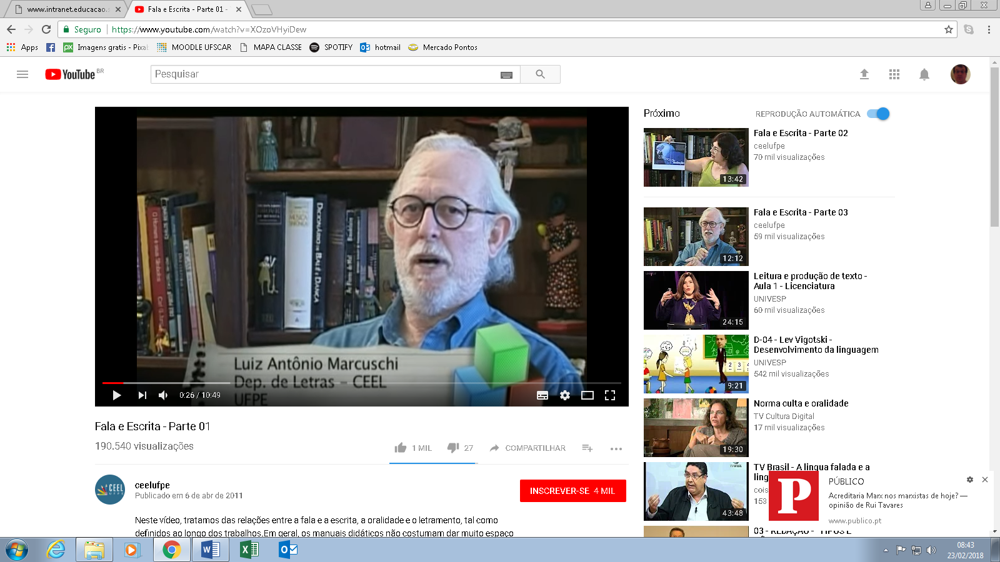 www.intranet.educacao.s
Fala e Escrita - Parte 01 -
Seguro
https://www.youtube.com/watch?v=XOzoVHyiDew
Apps
Imagens gratis - Pixa
MOODLE UFSCAR
MAPA CLASSE
SPOTIFY
hotmail
Mercado Pontos
YouTube BR
Pesquisar
Luiz Antônio Marcuschi
Dep. de Letras – CEEL
UFPE
0:26 / 10:49
Fala e Escrita - Parte 01
190.540 visualizações
1 MIL
27
COMPARTILHAR
CEEL
ceelufpe
Publicado em 6 de abr de 2011
INSCREVER-SE 4 MIL
Neste vídeo, tratamos das relações entre a fala e a escrita, a oralidade e o letramento, tal como
definidos ao longo dos trabalhos.Em geral, os manuais didáticos não costumam dar muito espaço
Próximo
REPRODUÇÃO AUTOMÁTICA
Fala e Escrita - Parte 02
ceelufpe
70 mil visualizações
13:42
Fala e Escrita - Parte 03
ceelufpe
59 mil visualizações
12:12
Leitura e produção de texto -
Aula 1 - Licenciatura
UNIVESP
60 mil visualizações
24:15
D-04 - Lev Vigotski -
Desenvolvimento da linguagem
UNIVESP
542 mil visualizações
9:21
Norma culta e oralidade
TV Cultura Digital
17 mil visualizações
19:30
TV Brasil - A lingua falada e a
ling
cois
153
43:48
03 - REDAÇÃO - TIPOS E
P
PÚBLICO
Acreditaria Marx nos marxistas de hoje? —
opinião de Rui Tavares
www.publico.pt
08:43
23/02/2018